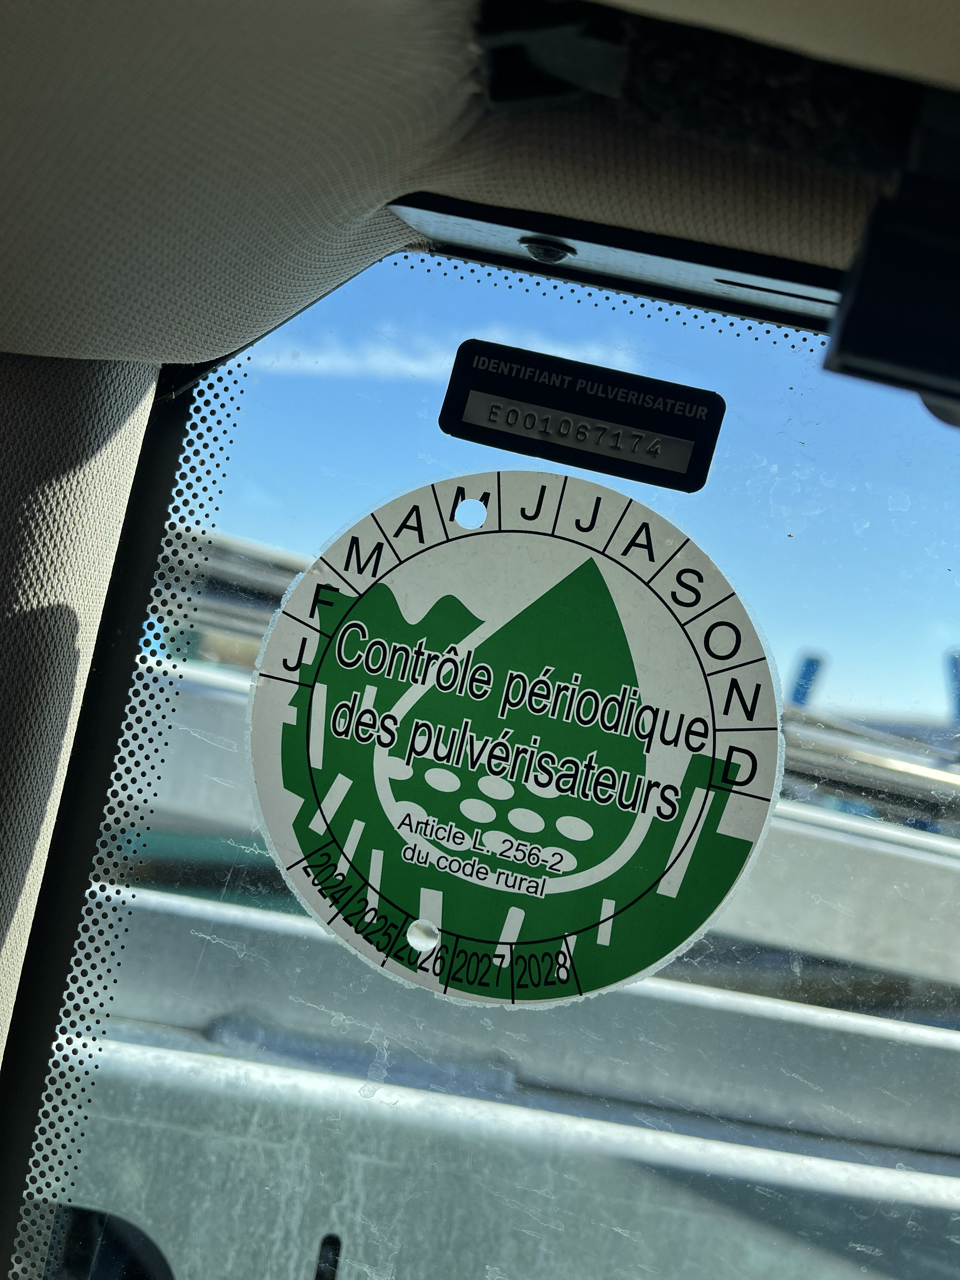 IDENTIFIANT PULVERISATEUR
E001067174
J F M A M J J A S O N D
Contrôle périodique
des pulvérisateurs
Article L. 256-2
du code rural
2024 2025 2026 2027 2028